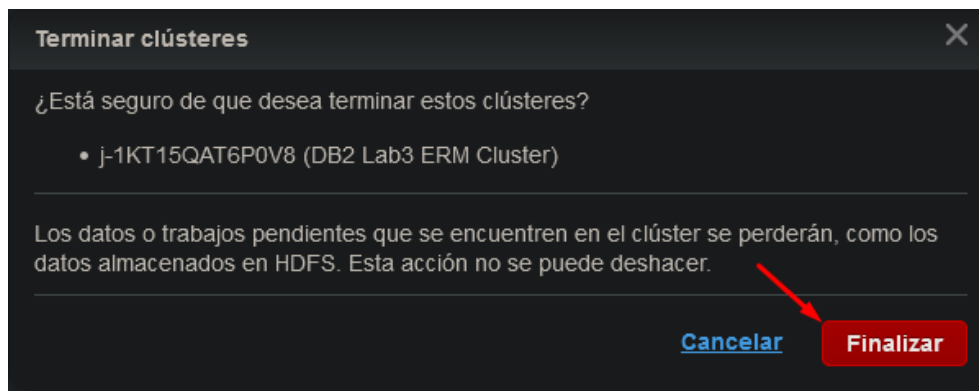 Terminar clústeres
¿Está seguro de que desea terminar estos clústeres?
• j-1KT15QAT6P0V8 (DB2 Lab3 ERM Cluster)
Los datos o trabajos pendientes que se encuentren en el clúster se perderán, como los
datos almacenados en HDFS. Esta acción no se puede deshacer.
Cancelar Finalizar